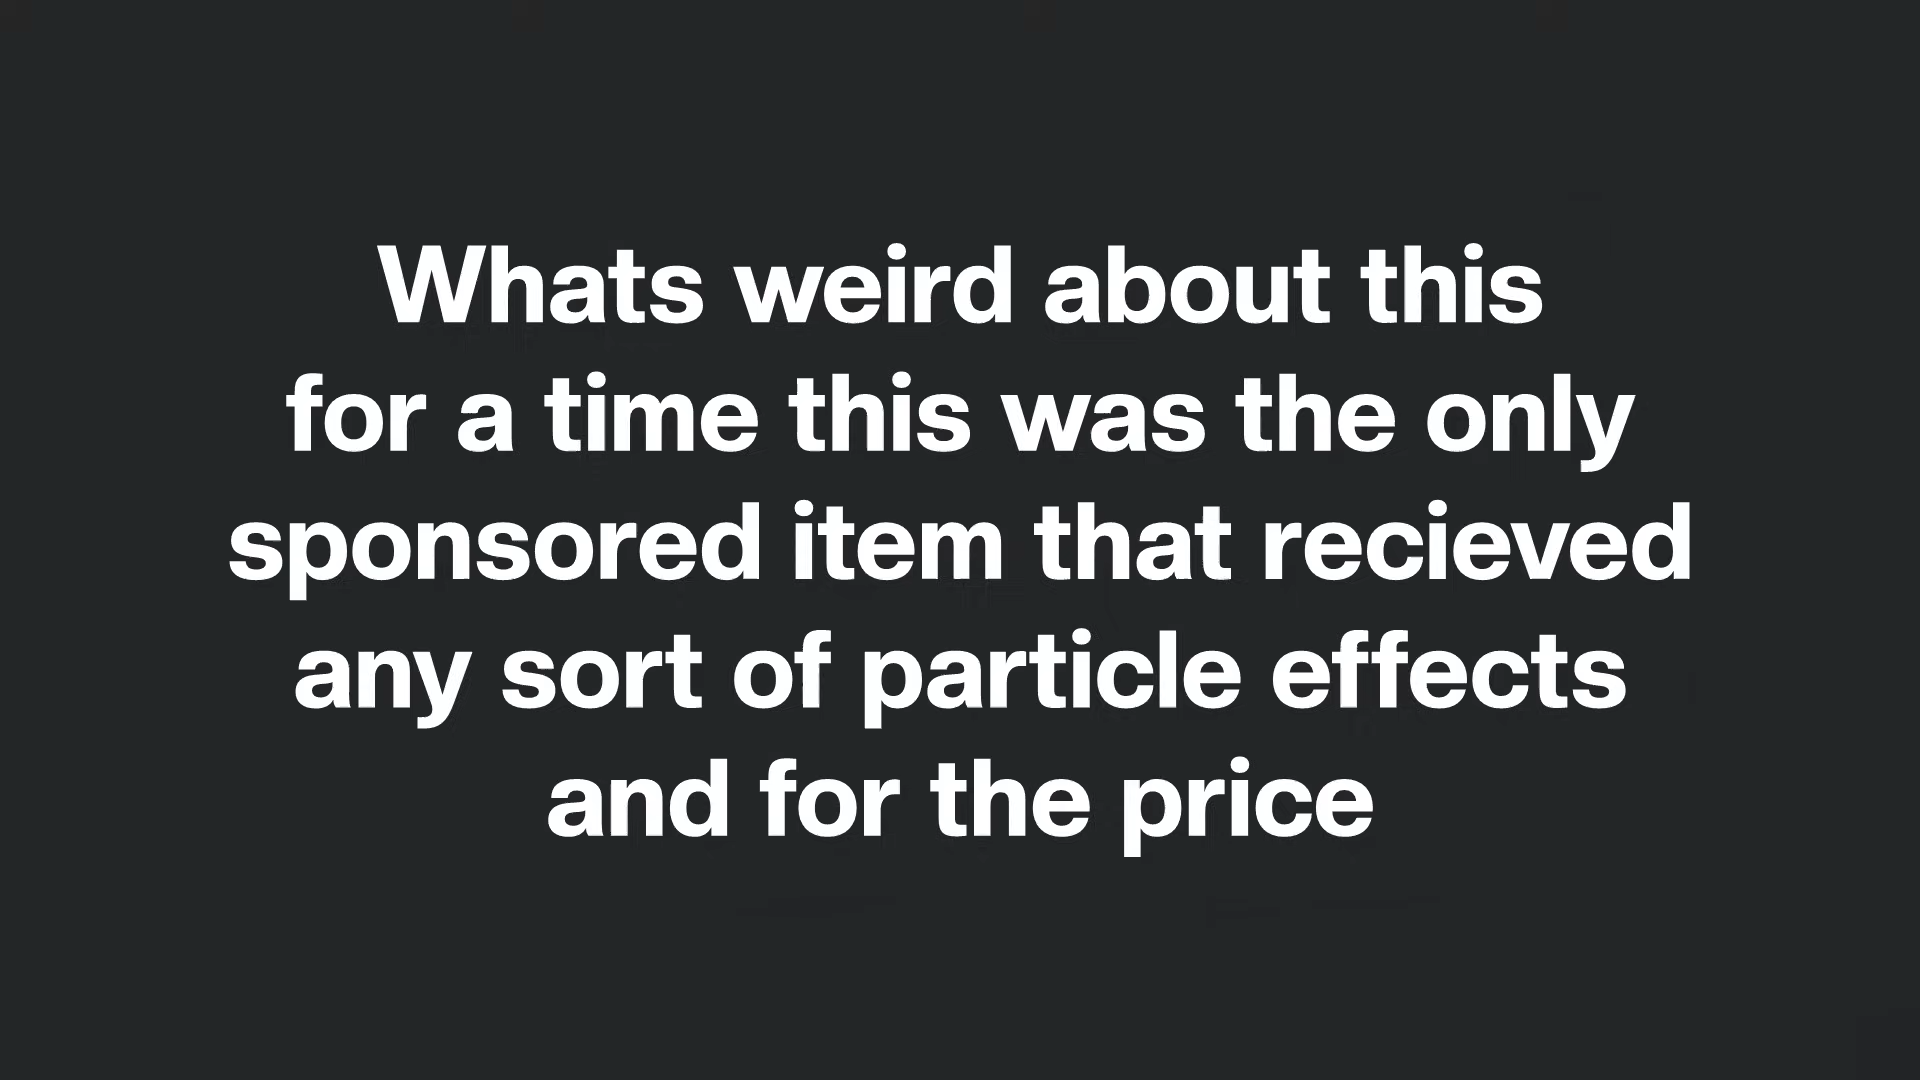 Whats weird about this
for a time this was the only
sponsored item that recieved
any sort of particle effects
and for the price